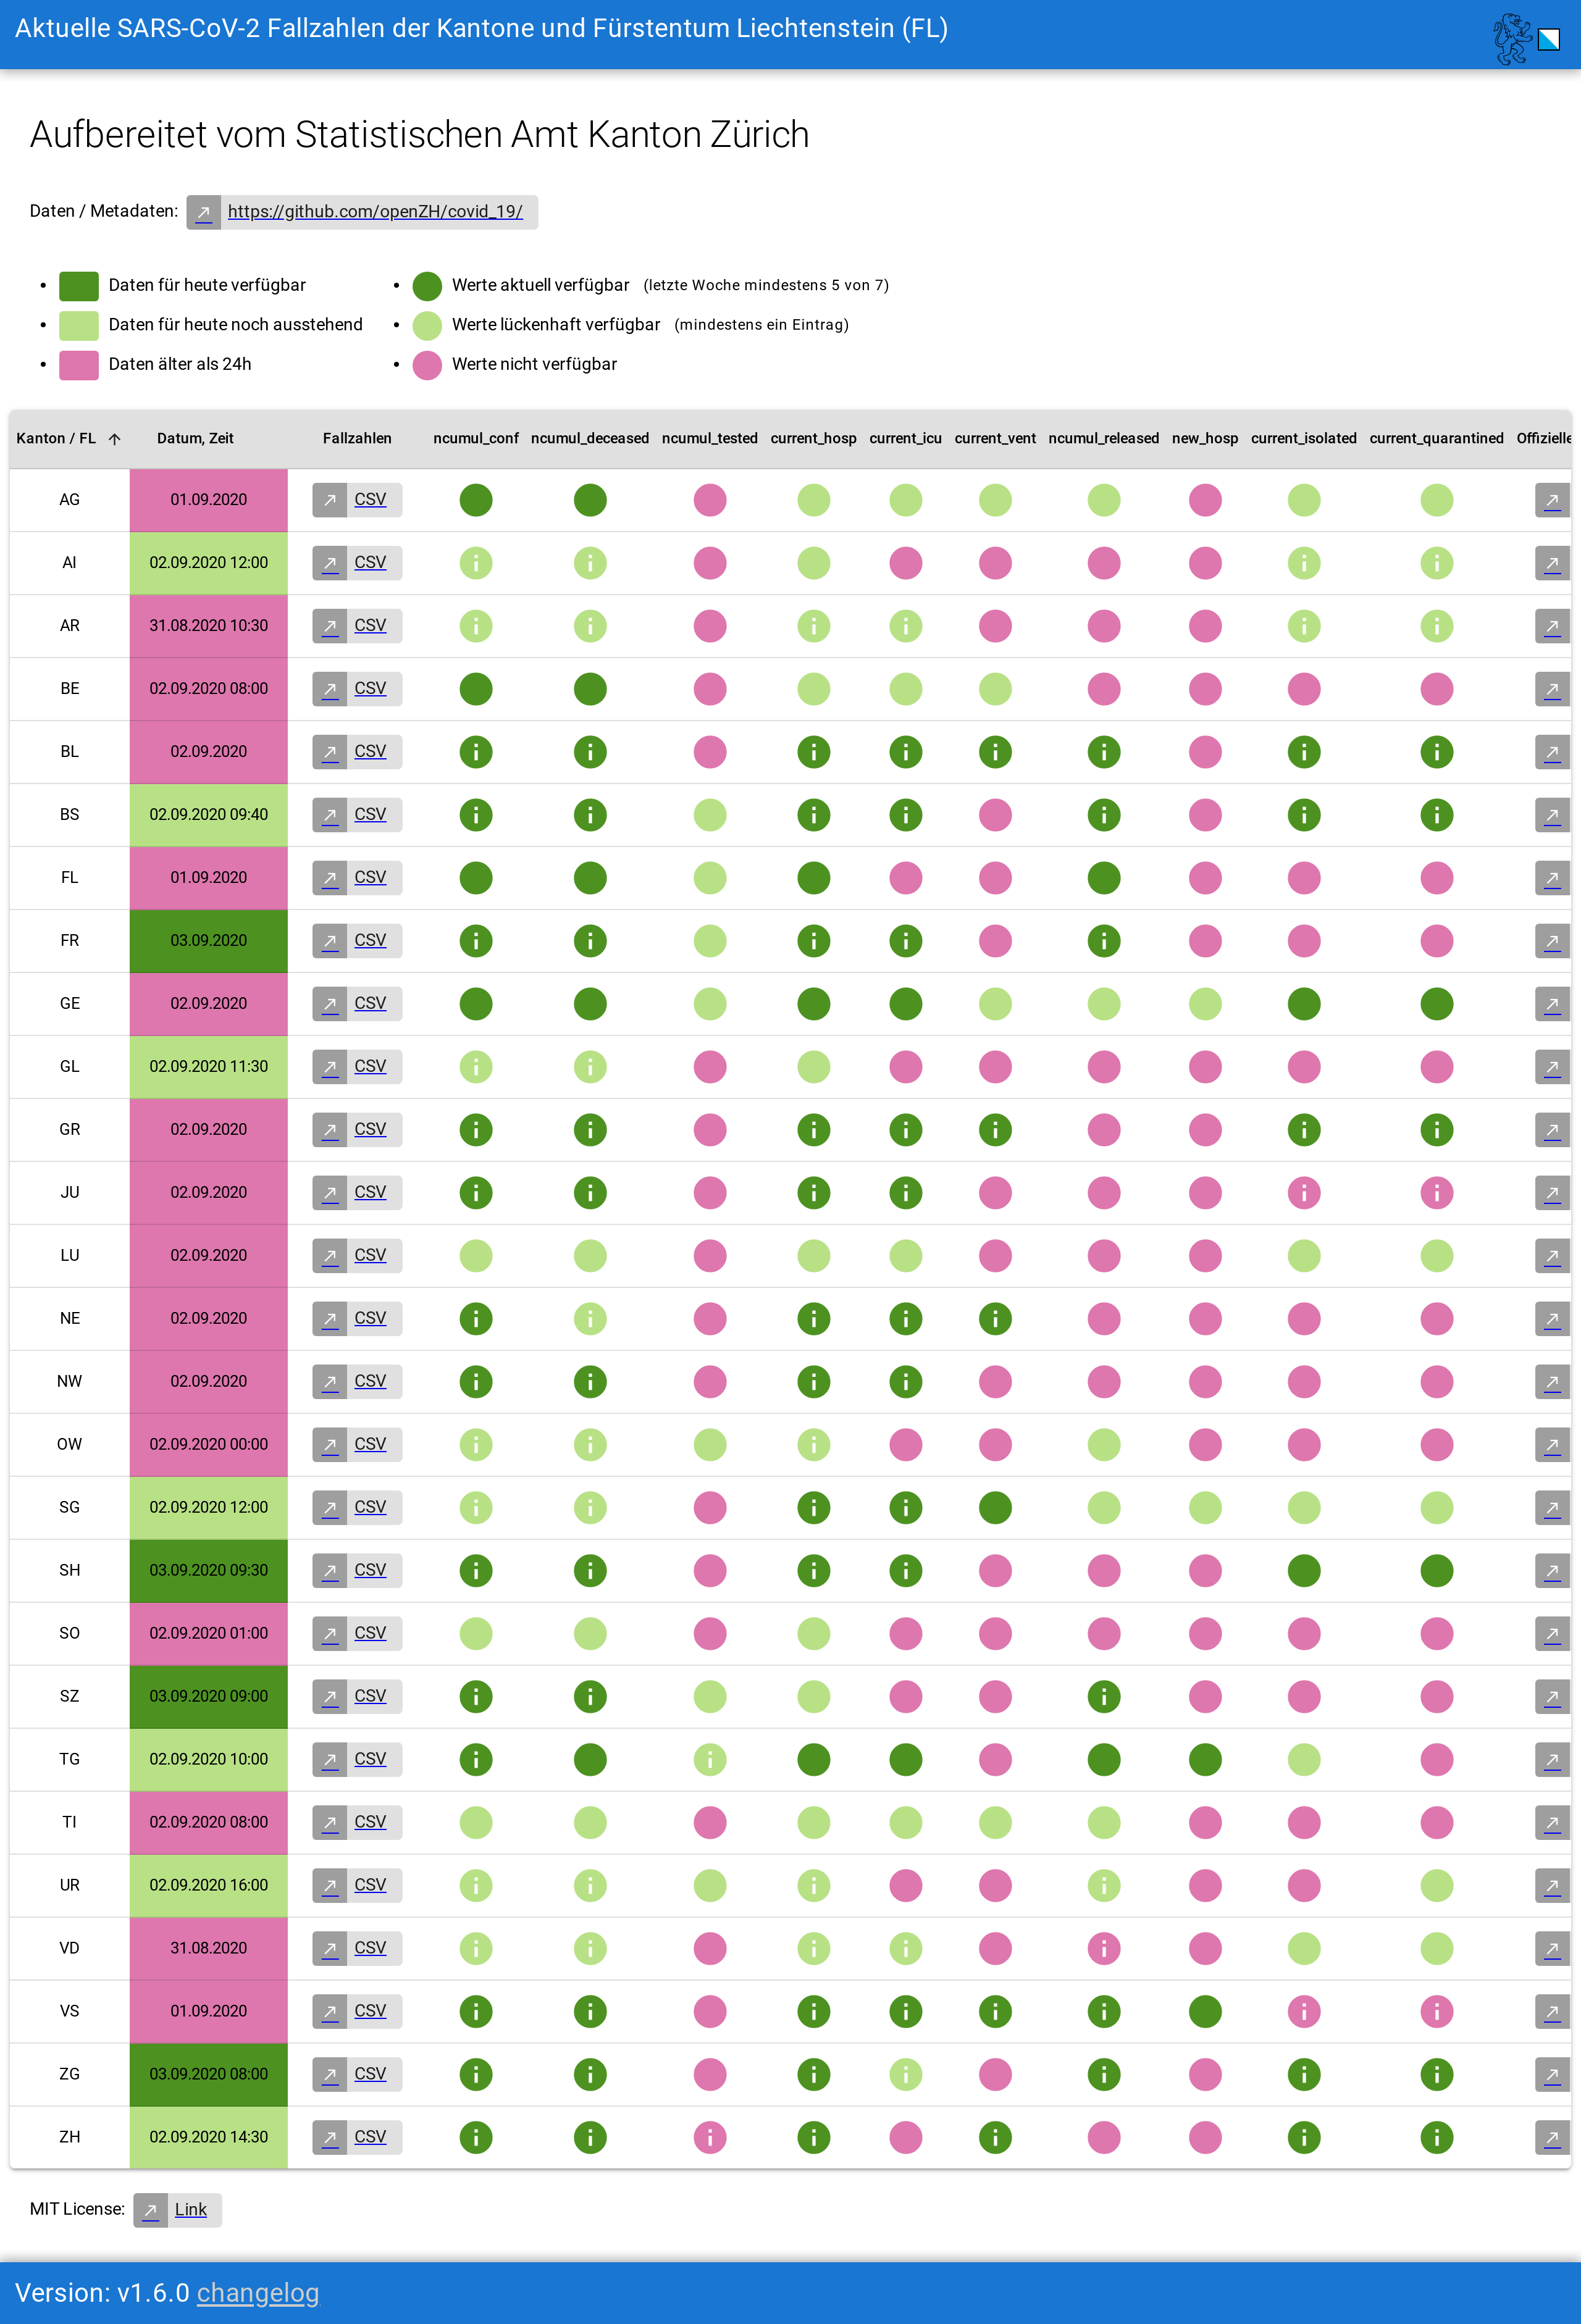 Aktuelle SARS-CoV-2 Fallzahlen der Kantone und Fürstentum Liechtenstein (FL)
Aufbereitet vom Statistischen Amt Kanton Zürich
Daten / Metadaten: https://github.com/openZH/covid_19/
Daten für heute verfügbar
Daten für heute noch ausstehend
Daten älter als 24h
Werte aktuell verfügbar (letzte Woche mindestens 5 von 7)
Werte lückenhaft verfügbar (mindestens ein Eintrag)
Werte nicht verfügbar
Kanton / FL Datum, Zeit Fallzahlen ncumul_conf ncumul_deceased ncumul_tested current_hosp current_icu current_vent ncumul_released new_hosp current_isolated current_quarantined Offizielle
AG 01.09.2020 CSV
AI 02.09.2020 12:00 CSV
AR 31.08.2020 10:30 CSV
BE 02.09.2020 08:00 CSV
BL 02.09.2020 CSV
BS 02.09.2020 09:40 CSV
FL 01.09.2020 CSV
FR 03.09.2020 CSV
GE 02.09.2020 CSV
GL 02.09.2020 11:30 CSV
GR 02.09.2020 CSV
JU 02.09.2020 CSV
LU 02.09.2020 CSV
NE 02.09.2020 CSV
NW 02.09.2020 CSV
OW 02.09.2020 00:00 CSV
SG 02.09.2020 12:00 CSV
SH 03.09.2020 09:30 CSV
SO 02.09.2020 01:00 CSV
SZ 03.09.2020 09:00 CSV
TG 02.09.2020 10:00 CSV
TI 02.09.2020 08:00 CSV
UR 02.09.2020 16:00 CSV
VD 31.08.2020 CSV
VS 01.09.2020 CSV
ZG 03.09.2020 08:00 CSV
ZH 02.09.2020 14:30 CSV
MIT License: Link
Version: v1.6.0 changelog